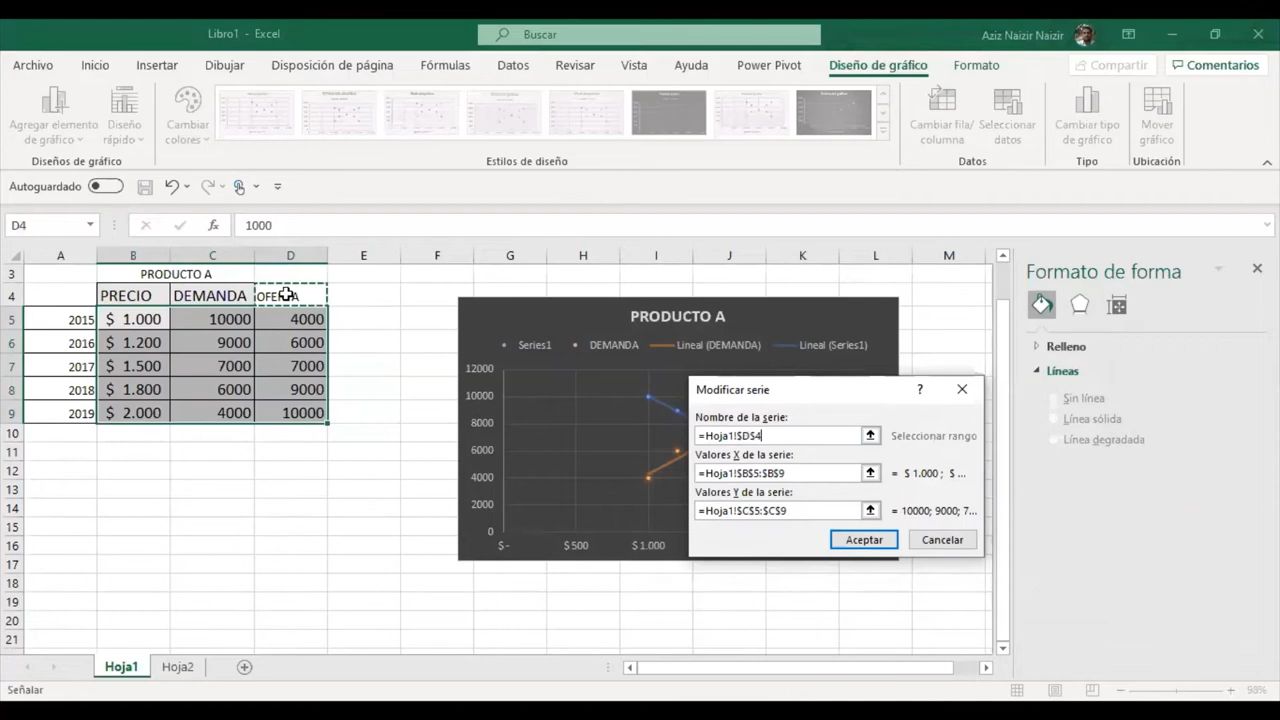 Libro1 - Excel
Buscar
Aziz Naizir Naizir
Archivo Inicio Insertar Dibujar Disposición de página Fórmulas Datos Revisar Vista Ayuda Power Pivot Diseño de gráfico Formato Compartir Comentarios
Agregar elemento de gráfico
Diseño rápido
Cambiar colores
Cambiar fila/ columna
Seleccionar datos
Cambiar tipo de gráfico
Mover gráfico
Diseños de gráfico Estilos de diseño Datos Tipo Ubicación
Autoguardado
D4 fx 1000
A B C D E F G H I J K L M
3 PRODUCTO A
4 PRECIO DEMANDA
5 2015 $ 1.000 10000 4000
6 2016 $ 1.200 9000 6000
7 2017 $ 1.500 7000 7000
8 2018 $ 1.800 6000 9000
9 2019 $ 2.000 4000 10000
10
11
12
13
14
15
16
17
18
19
20
21
PRODUCTO A
Series1 DEMANDA Lineal (DEMANDA) Lineal (Series1)
12000
10000
8000
6000
4000
2000
0
$ - $ 500 $ 1.000
Modificar serie ?
Nombre de la serie:
=Hoja1!$D$4 Seleccionar rango
Valores X de la serie:
=Hoja1!$B$5:$B$9 = $ 1.000 ; $ ...
Valores Y de la serie:
=Hoja1!$C$5:$C$9 = 10000; 9000; 7...
Aceptar Cancelar
Formato de forma
Relleno
Líneas
Sin línea
Línea sólida
Línea degradada
Hoja1 Hoja2
Señalar 98%